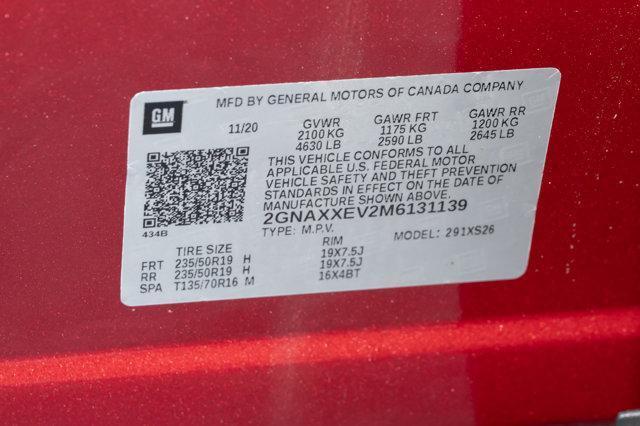 MFD BY GENERAL MOTORS OF CANADA COMPANY
GM
11/20 GVWR GAWR FRT GAWR RR
2100 KG 1175 KG 1200 KG
4630 LB 2590 LB 2645 LB
THIS VEHICLE CONFORMS TO ALL
APPLICABLE U.S. FEDERAL MOTOR
VEHICLE SAFETY AND THEFT PREVENTION
STANDARDS IN EFFECT ON THE DATE OF
MANUFACTURE SHOWN ABOVE.
2GNAXXEV2M6131139
434B
TYPE: M.P.V. MODEL: 291XS26
TIRE SIZE RIM
FRT 235/50R19 H 19X7.5J
RR 235/50R19 H 19X7.5J
SPA T135/70R16 M 16X4BT